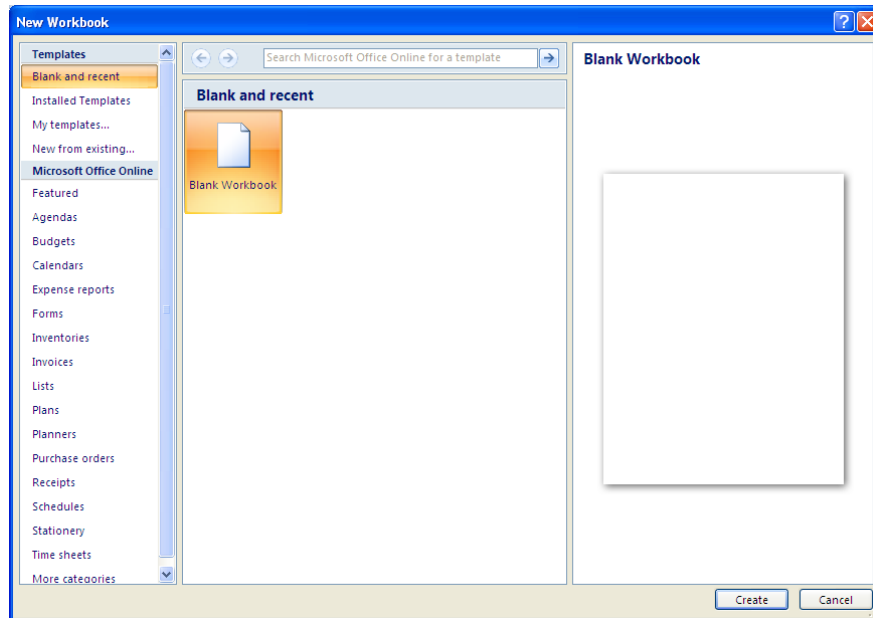 New Workbook
Templates
Blank and recent
Installed Templates
My templates...
New from existing...
Microsoft Office Online
Featured
Agendas
Budgets
Calendars
Expense reports
Forms
Inventories
Invoices
Lists
Plans
Planners
Purchase orders
Receipts
Schedules
Stationery
Time sheets
More categories
Search Microsoft Office Online for a template
Blank and recent
Blank Workbook
Blank Workbook
Create
Cancel